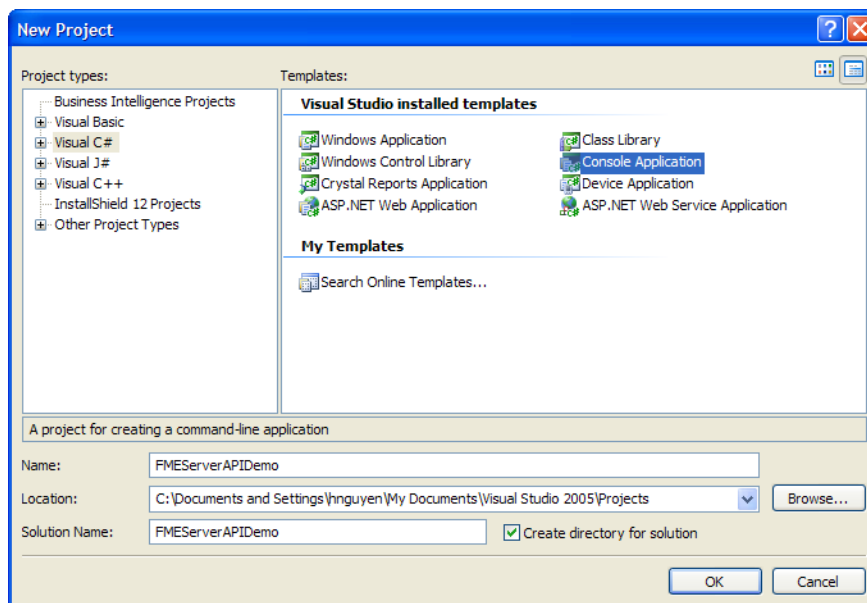 New Project
Project types:
Templates:
Business Intelligence Projects
Visual Basic
Visual C#
Visual J#
Visual C++
InstallShield 12 Projects
Other Project Types
Visual Studio installed templates
Windows Application
Class Library
Windows Control Library
Console Application
Crystal Reports Application
Device Application
ASP.NET Web Application
ASP.NET Web Service Application
My Templates
Search Online Templates...
A project for creating a command-line application
Name: FMEServerAPIDemo
Location: C:\Documents and Settings\hnguyen\My Documents\Visual Studio 2005\Projects Browse...
Solution Name: FMEServerAPIDemo Create directory for solution
OK Cancel